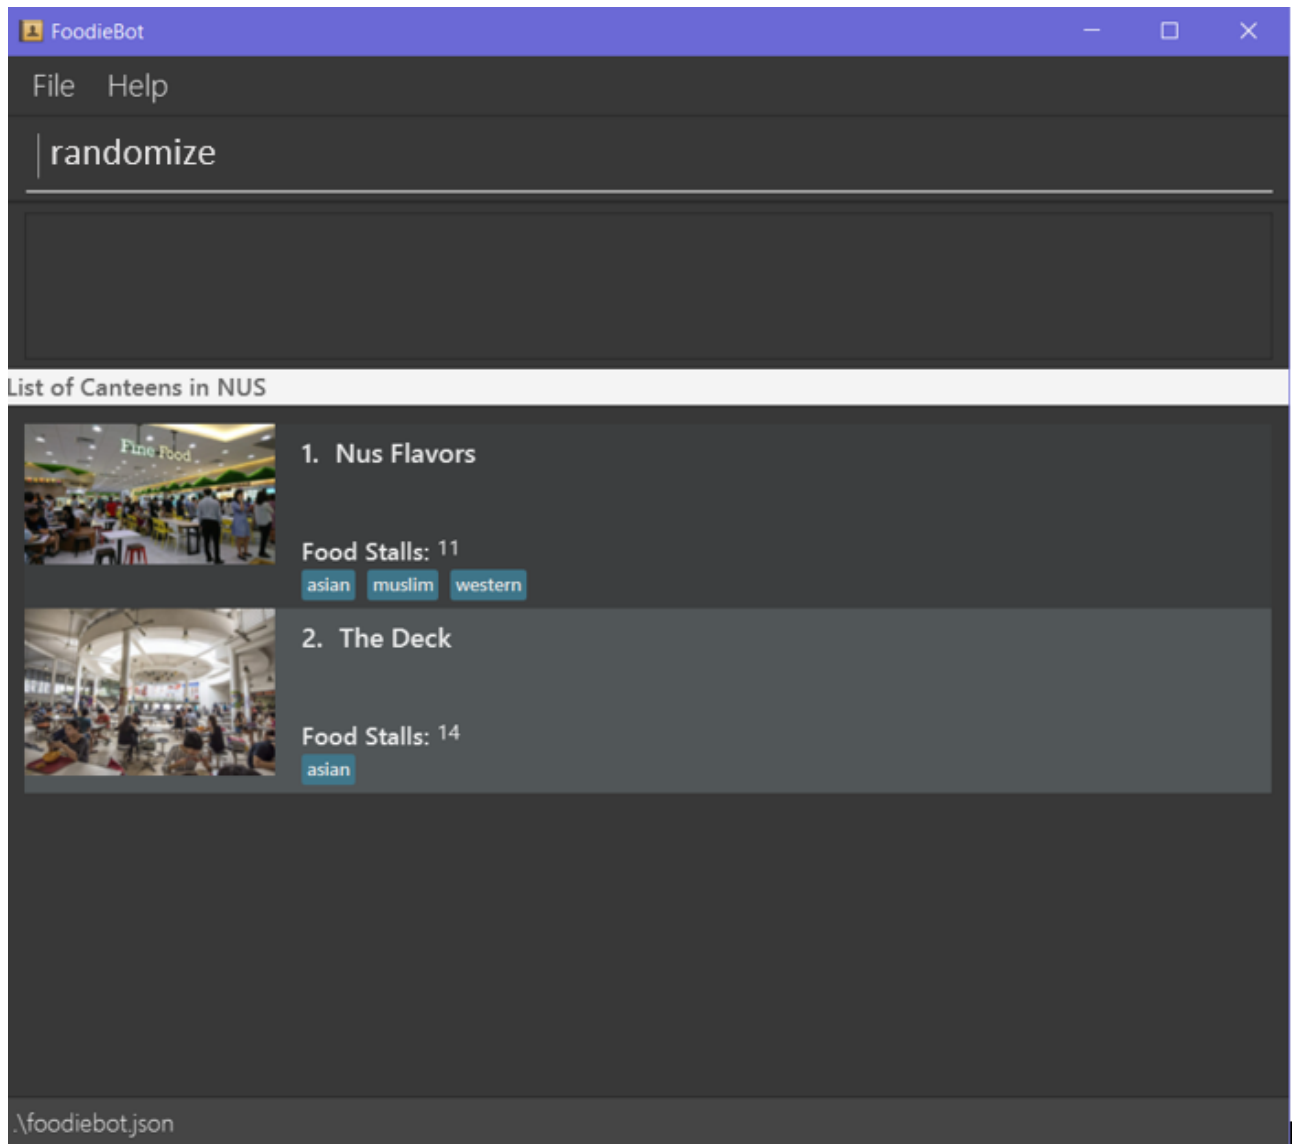 FoodieBot
File Help
randomize
List of Canteens in NUS
Fine Food
1. Nus Flavors
Food Stalls: 11
asian muslim western
2. The Deck
Food Stalls: 14
asian
.\foodiebot.json